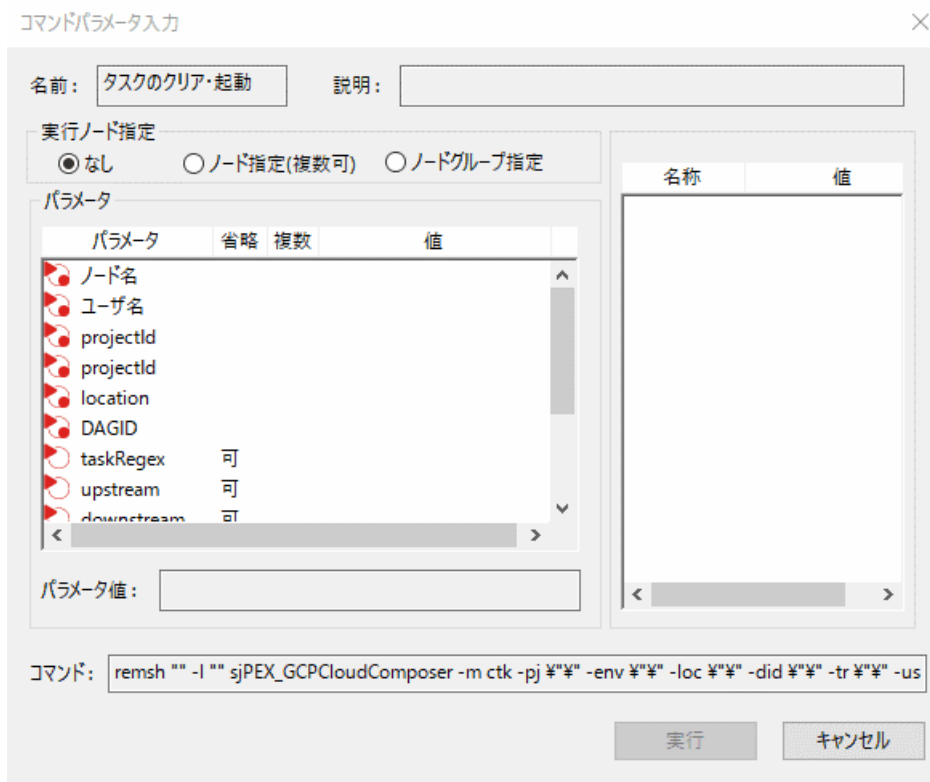 コマンドパラメータ入力
名前： タスクのクリア・起動 説明：
実行ノード指定
なし ノード指定(複数可) ノードグループ指定
名称 値
パラメータ
パラメータ 省略 複数 値
ノード名
ユーザ名
projectId
projectId
location
DAGID
taskRegex 可
upstream 可
downstream 可
パラメータ値：
コマンド： remsh "" -l "" sjPEX_GCPCloudComposer -m ctk -pj ¥"¥" -env ¥"¥" -loc ¥"¥" -did ¥"¥" -tr ¥"¥" -us
実行 キャンセル